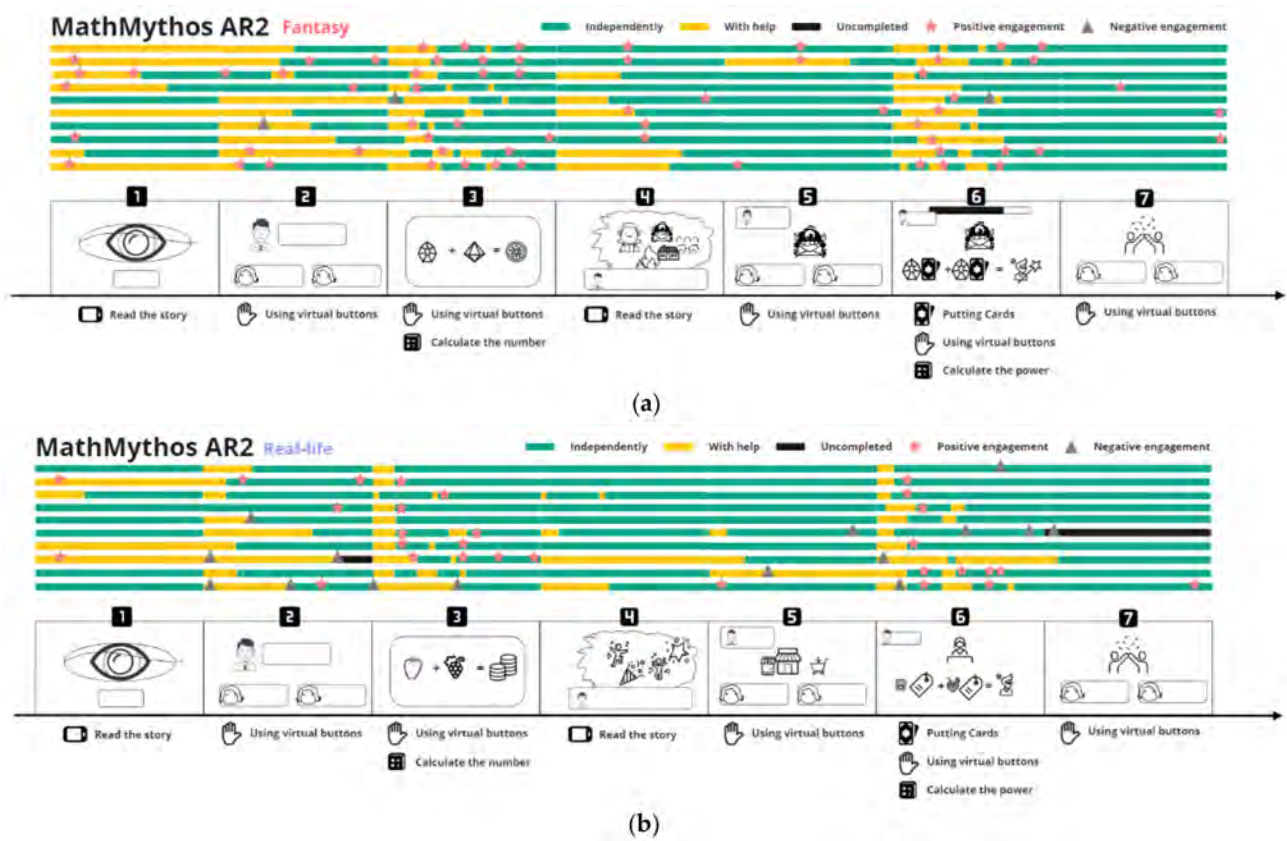 MathMythos AR2 Fantasy
Independently With help Uncompleted Positive engagement Negative engagement
1 2 3 4 5 6 7
+ =
+ =
Read the story Using virtual buttons Using virtual buttons Read the story Using virtual buttons Putting Cards Using virtual buttons
Calculate the number Using virtual buttons
Calculate the power
(a)
MathMythos AR2 Real-life
Independently With help Uncompleted Positive engagement Negative engagement
1 2 3 4 5 6 7
+ =
+ =
Read the story Using virtual buttons Using virtual buttons Read the story Using virtual buttons Putting Cards Using virtual buttons
Calculate the number Using virtual buttons
Calculate the power
(b)